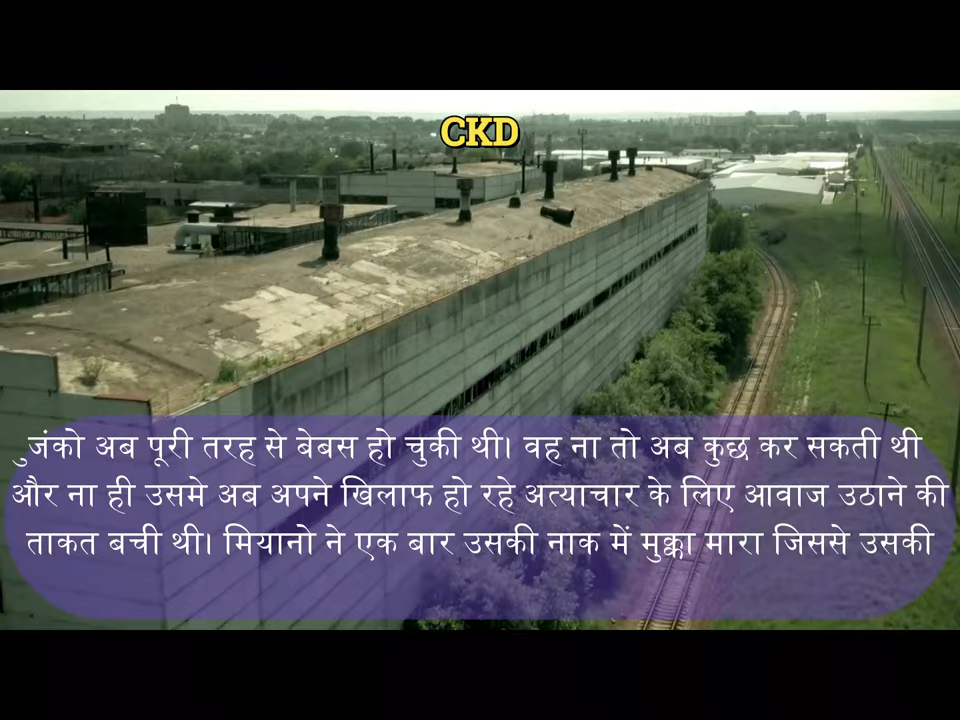 CKD
ुजंको अब पूरी तरह से बेबस हो चुकी थी। वह ना तो अब कुछ कर सकती थी
और ना ही उसमे अब अपने खिलाफ हो रहे अत्याचार के लिए आवाज उठाने की
ताकत बची थी। मियानो ने एक बार उसकी नाक में मुक्का मारा जिससे उसकी